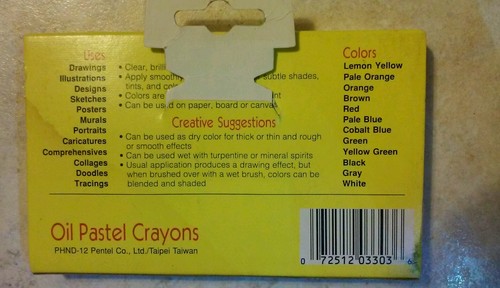 Uses
Drawings
Illustrations
Designs
Sketches
Posters
Murals
Portraits
Caricatures
Comprehensives
Collages
Doodles
Tracings
• Clear, brill
• Apply smoothly subtle shades,
tints, and col
• Colors are
• Can be used on paper, board or canvas
Creative Suggestions
• Can be used as dry color for thick or thin and rough
or smooth effects
• Can be used wet with turpentine or mineral spirits
• Usual application produces a drawing effect, but
when brushed over with a wet brush, colors can be
blended and shaded
Colors
Lemon Yellow
Pale Orange
Orange
Brown
Red
Pale Blue
Cobalt Blue
Green
Yellow Green
Black
Gray
White
Oil Pastel Crayons
PHND-12 Pentel Co., Ltd./Taipei Taiwan
0 72512 03303 6